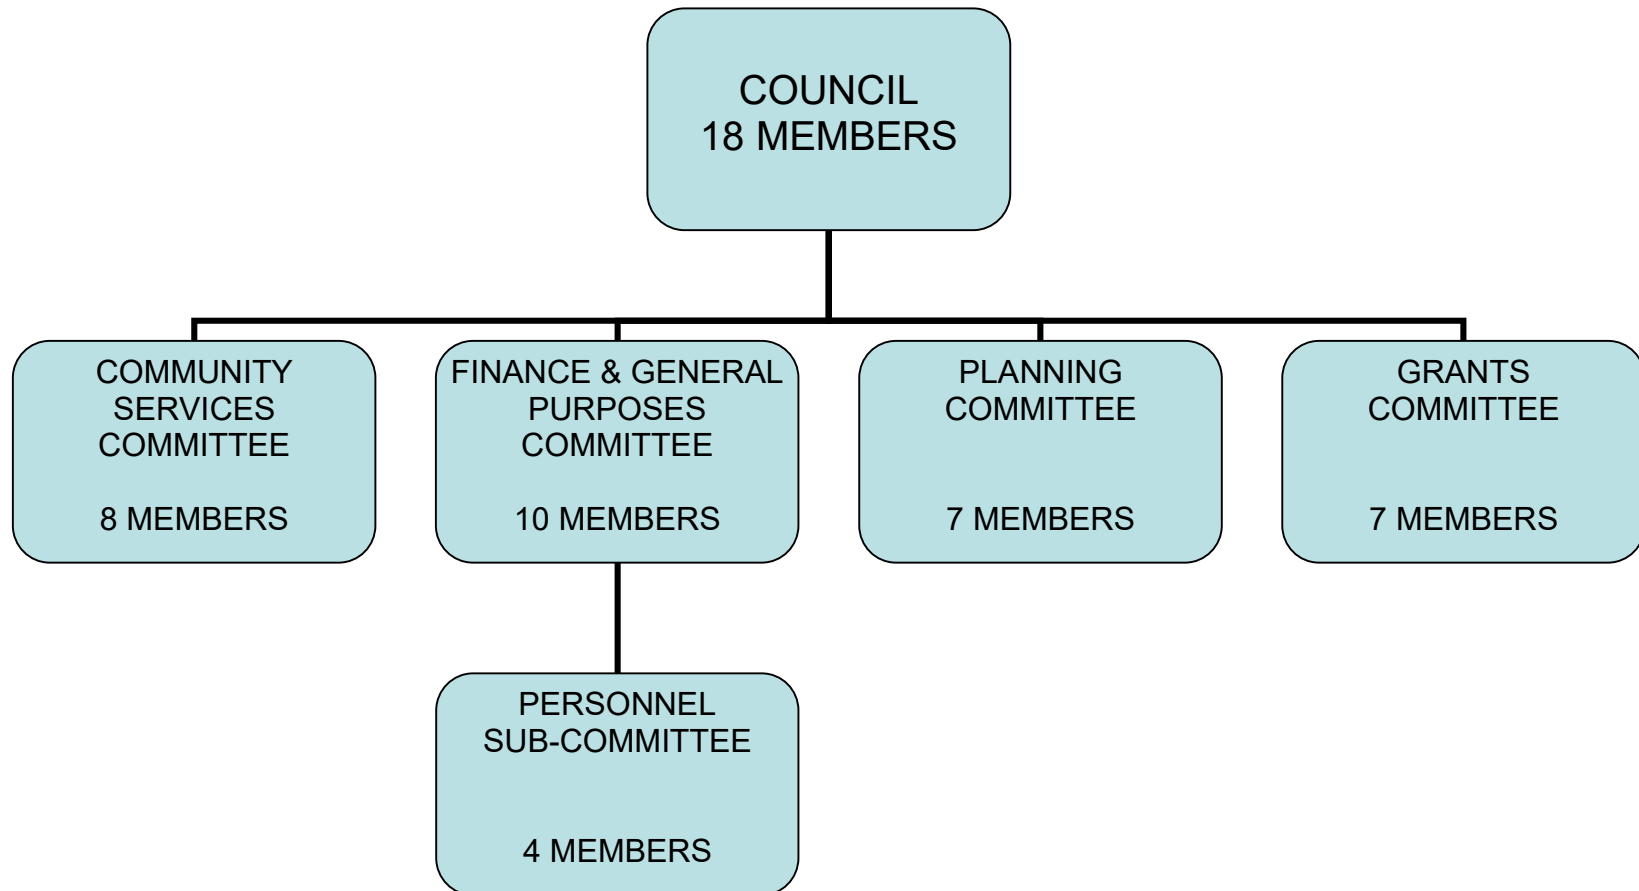 COUNCIL
18 MEMBERS
COMMUNITY
SERVICES
COMMITTEE
8 MEMBERS
FINANCE & GENERAL
PURPOSES
COMMITTEE
10 MEMBERS
PLANNING
COMMITTEE
7 MEMBERS
GRANTS
COMMITTEE
7 MEMBERS
PERSONNEL
SUB-COMMITTEE
4 MEMBERS